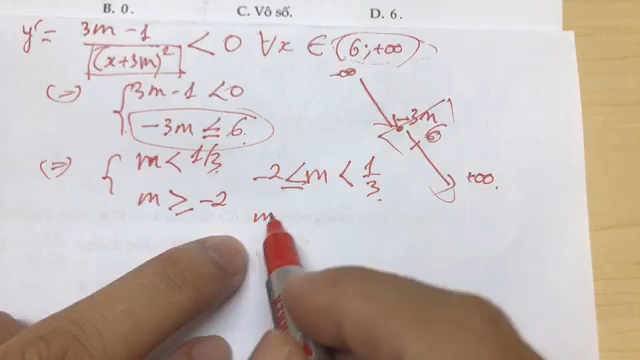 B. 0. C. Vô số. D. 6.
y' = (3m - 1)/(x+3m)² < 0 ∀x ∈ (6; +∞)
-∞
(=) { 3m - 1 < 0
-3m ≤ 6
-3m
6
+∞
(=) { m < 1/3 -2 ≤ m < 1/3
m ≥ -2
m